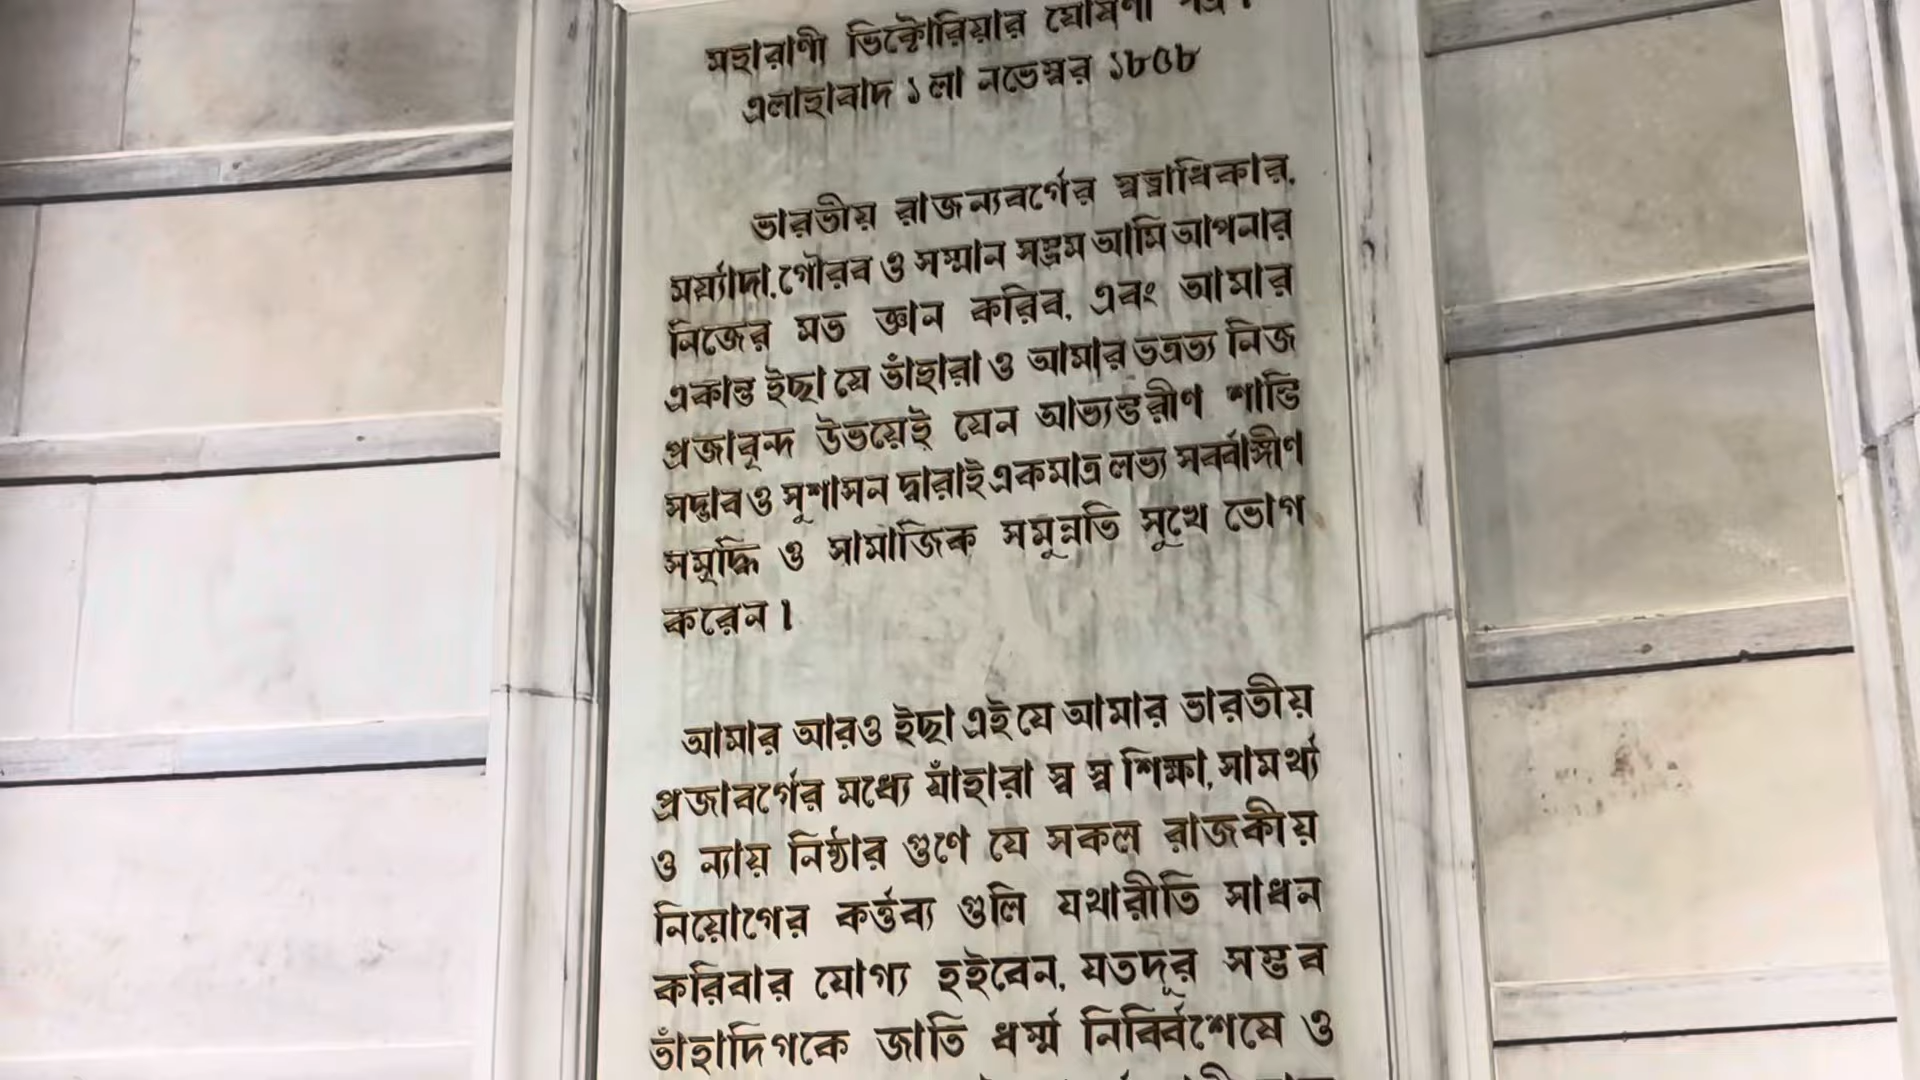 মহারাণী ভিক্টোরিয়ার ঘোষণা পত্র।
এলাহাবাদ ১লা নভেম্বর ১৮৫৮
ভারতীয় রাজন্যবর্গের স্বত্বাধিকার,
মর্য্যাদা, গৌরব ও সম্মান সম্ভ্রম আমি আপনার
নিজের মত জ্ঞান করিব, এবং আমার
একান্ত ইচ্ছা যে তাঁহারা ও আমার তত্রত্য নিজ
প্রজাবৃন্দ উভয়েই যেন আভ্যন্তরীণ শান্তি
সদ্ভাব ও সুশাসন দ্বারাই একমাত্র লভ্য সর্ব্বাঙ্গীণ
সমৃদ্ধি ও সামাজিক সমুন্নতি সুখে ভোগ
করেন।
আমার আরও ইচ্ছা এই যে আমার ভারতীয়
প্রজাবর্গের মধ্যে যাঁহারা স্ব স্ব শিক্ষা, সামর্থ্য
ও ন্যায় নিষ্ঠার গুণে যে সকল রাজকীয়
নিয়োগের কর্ত্তব্য গুলি যথারীতি সাধন
করিবার যোগ্য হইবেন, যতদূর সম্ভব
তাঁহাদিগকে জাতি ধর্ম্ম নির্ব্বিশেষে ও